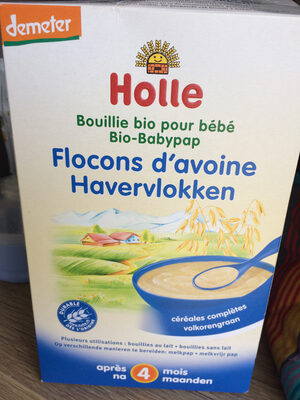 demeter
Holle
Bouillie bio pour bébé
Bio-Babypap
Flocons d'avoine
Havervlokken
céréales complètes
volkorengraan
DURABLE
Plusieurs utilisations : bouillies au lait • bouillies sans lait
Op verschillende manieren te bereiden: melkpap • melkvrije pap
après 4 mois
na maanden